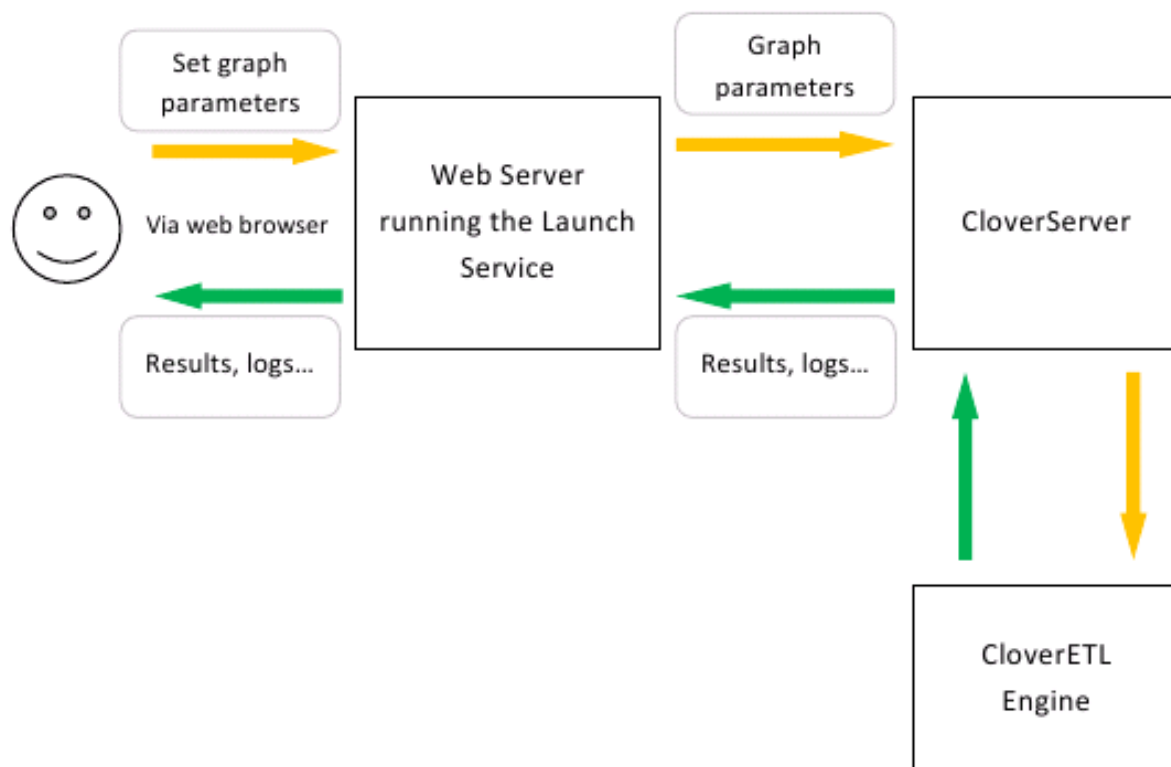 Set graph
parameters
Graph
parameters
Via web browser
Web Server
running the Launch
Service
CloverServer
Results, logs…
Results, logs…
CloverETL
Engine